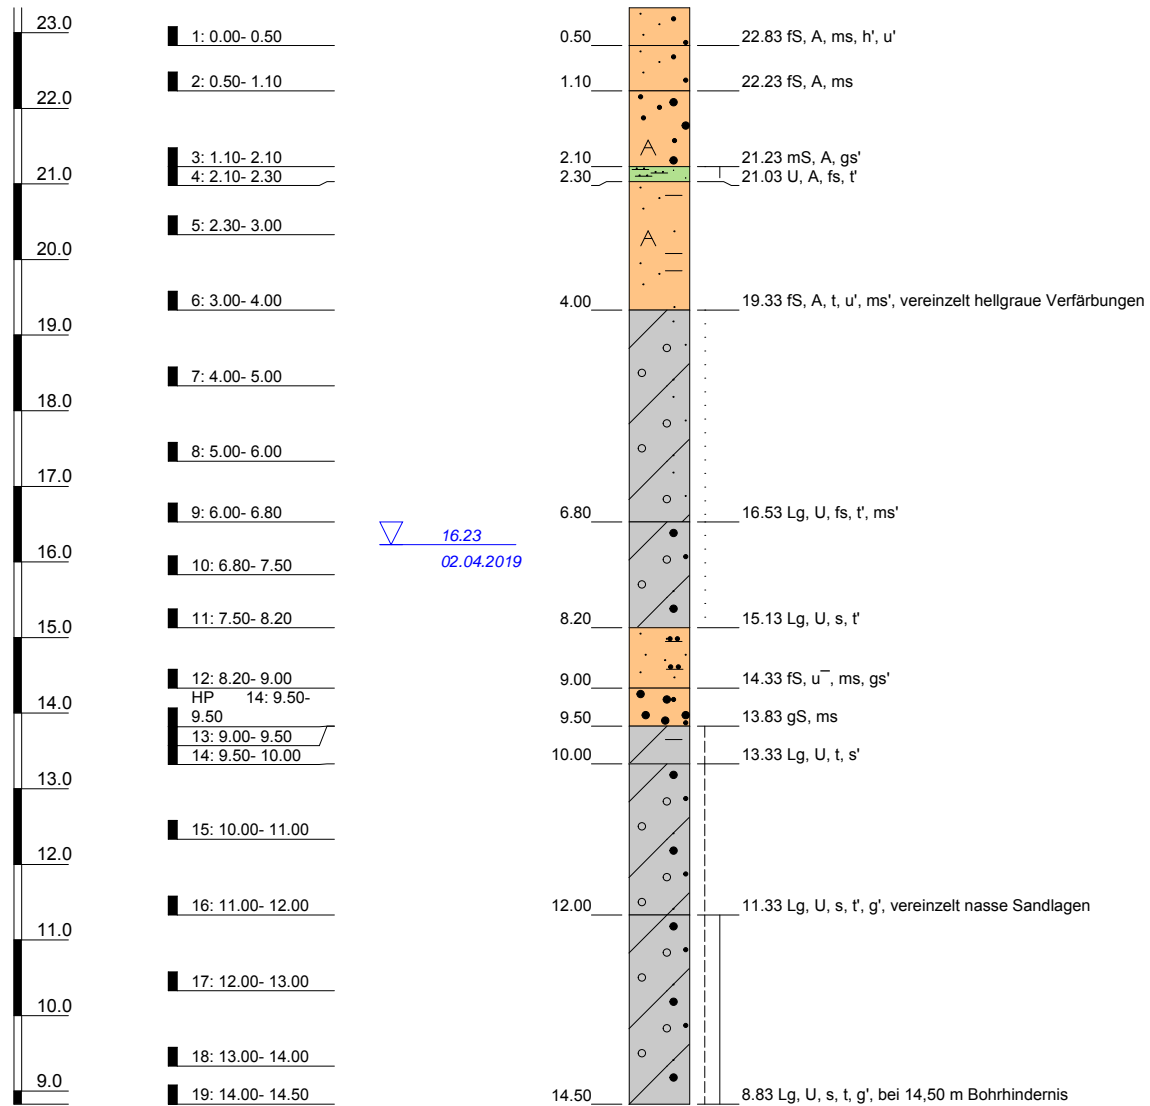 23.0
1: 0.00- 0.50
0.50
22.83 fS, A, ms, h', u'
2: 0.50- 1.10
1.10
22.23 fS, A, ms
22.0
3: 1.10- 2.10
2.10
21.23 mS, A, gs'
4: 2.10- 2.30
2.30
21.03 U, A, fs, t'
21.0
A
5: 2.30- 3.00
A
20.0
6: 3.00- 4.00
4.00
19.33 fS, A, t, u', ms', vereinzelt hellgraue Verfärbungen
19.0
7: 4.00- 5.00
18.0
8: 5.00- 6.00
17.0
9: 6.00- 6.80
6.80
16.53 Lg, U, fs, t', ms'
16.23
02.04.2019
16.0
10: 6.80- 7.50
11: 7.50- 8.20
8.20
15.13 Lg, U, s, t'
15.0
12: 8.20- 9.00
9.00
14.33 fS, u¯, ms, gs'
HP 14: 9.50-
9.50
14.0
9.50
13.83 gS, ms
13: 9.00- 9.50
14: 9.50- 10.00
10.00
13.33 Lg, U, t, s'
13.0
15: 10.00- 11.00
12.0
16: 11.00- 12.00
12.00
11.33 Lg, U, s, t', g', vereinzelt nasse Sandlagen
11.0
17: 12.00- 13.00
10.0
18: 13.00- 14.00
9.0
19: 14.00- 14.50
14.50
8.83 Lg, U, s, t, g', bei 14,50 m Bohrhindernis